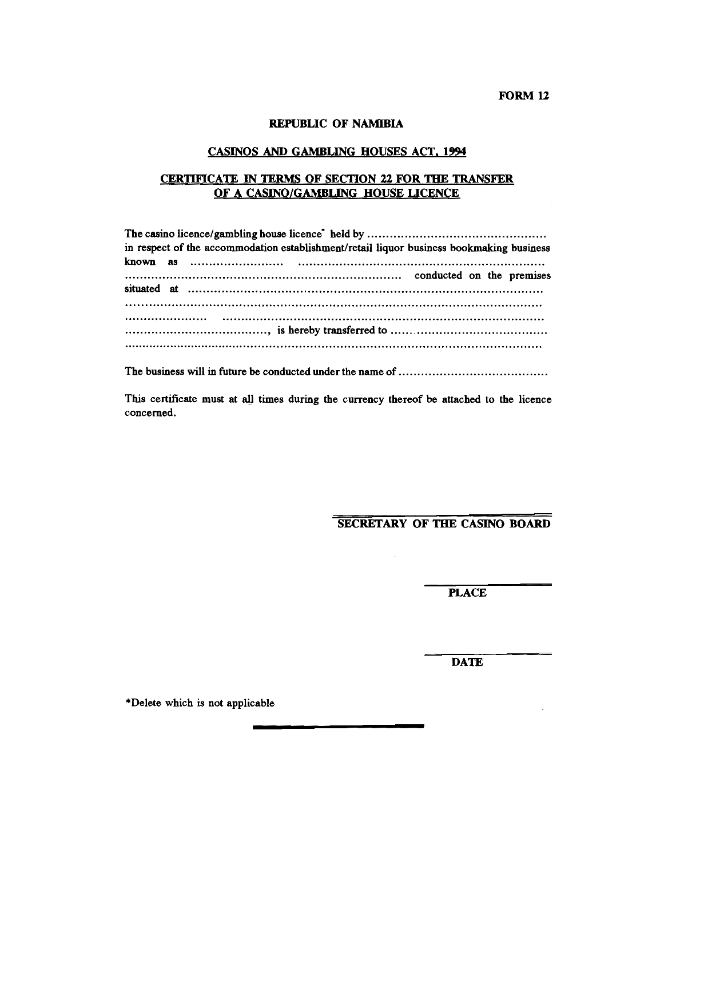 FORM 12
REPUBLIC OF NAMIBIA
CASINOS AND GAMBLING HOUSES ACT, 1994
CERTIFICATE IN TERMS OF SECTION 22 FOR THE TRANSFER
OF A CASINO/GAMBLING HOUSE LICENCE
The casino licence/gambling house licence* held by ................................................
in respect of the accommodation establishment/retail liquor business bookmaking business
known as ......................... ..................................................................
.......................................................................... conducted on the premises
situated at ...............................................................................................
................................................................................................................
...................... ......................................................................................
......................................, is hereby transferred to ..........................................
................................................................................................................
The business will in future be conducted under the name of ........................................
This certificate must at all times during the currency thereof be attached to the licence
concerned.
SECRETARY OF THE CASINO BOARD
PLACE
DATE
*Delete which is not applicable